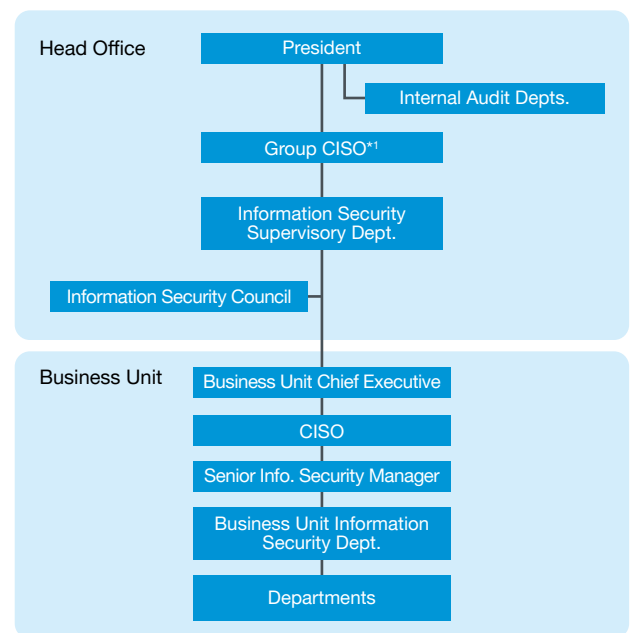 Head Office
President
Internal Audit Depts.
Group CISO*1
Information Security
Supervisory Dept.
Information Security Council
Business Unit
Business Unit Chief Executive
CISO
Senior Info. Security Manager
Business Unit Information
Security Dept.
Departments